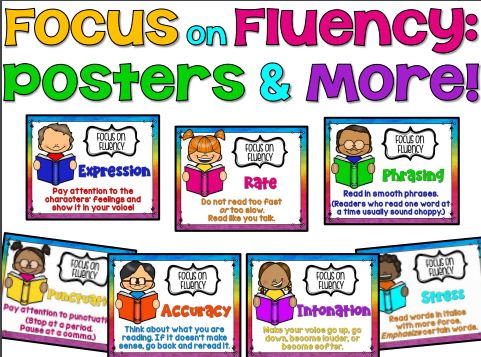 Focus on Fluency:
Posters & More!
Focus on
Fluency
Expression
Pay attention to the
characters' feelings and
show it in your voice!
Focus on
Fluency
Rate
Do not read too fast
or too slow.
Read like you talk.
Focus on
Fluency
Phrasing
Read in smooth phrases.
(Readers who read one word at
a time usually sound choppy.)
Focus on
Fluency
Punctuation
Pay attention to punctuation
(Stop at a period.
Pause at a comma.)
Focus on
Fluency
Accuracy
Think about what you are
reading. If it doesn't make
sense, go back and reread it.
Focus on
Fluency
Intonation
Make your voice go up, go
down, become louder, or
become softer.
Focus on
Fluency
Stress
Read words in italics
with more force.
Emphasize certain words.